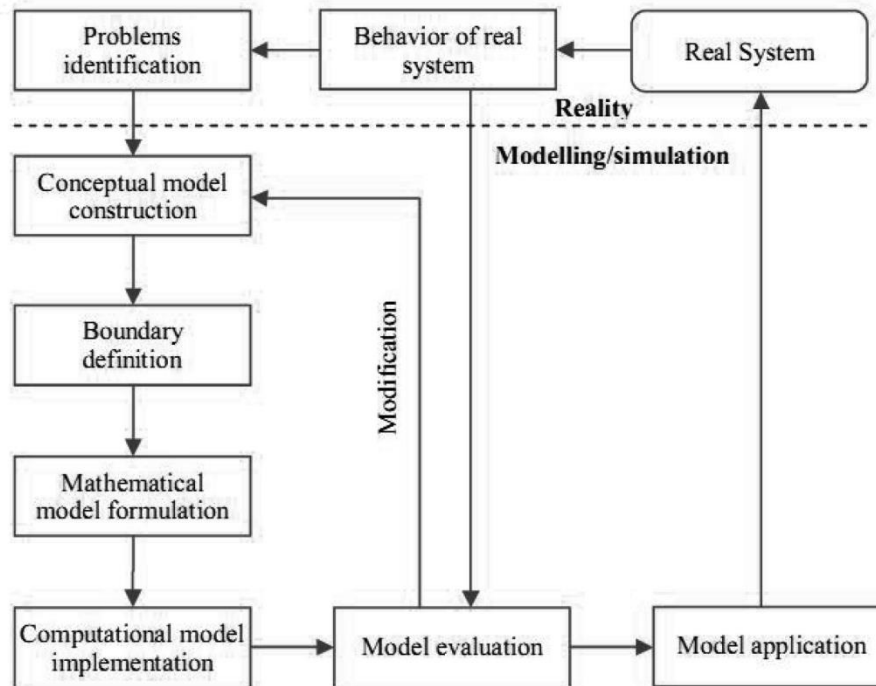 Problems
identification
Behavior of real
system
Real System
Reality
Modelling/simulation
Conceptual model
construction
Boundary
definition
Modification
Mathematical
model formulation
Computational model
implementation
Model evaluation
Model application